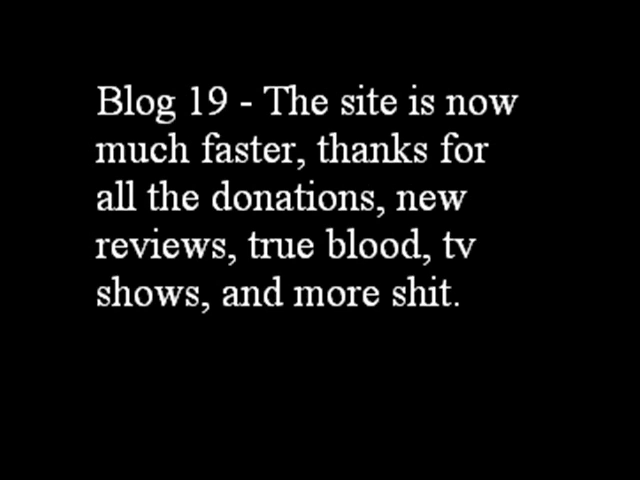 Blog 19 - The site is now
much faster, thanks for
all the donations, new
reviews, true blood, tv
shows, and more shit.